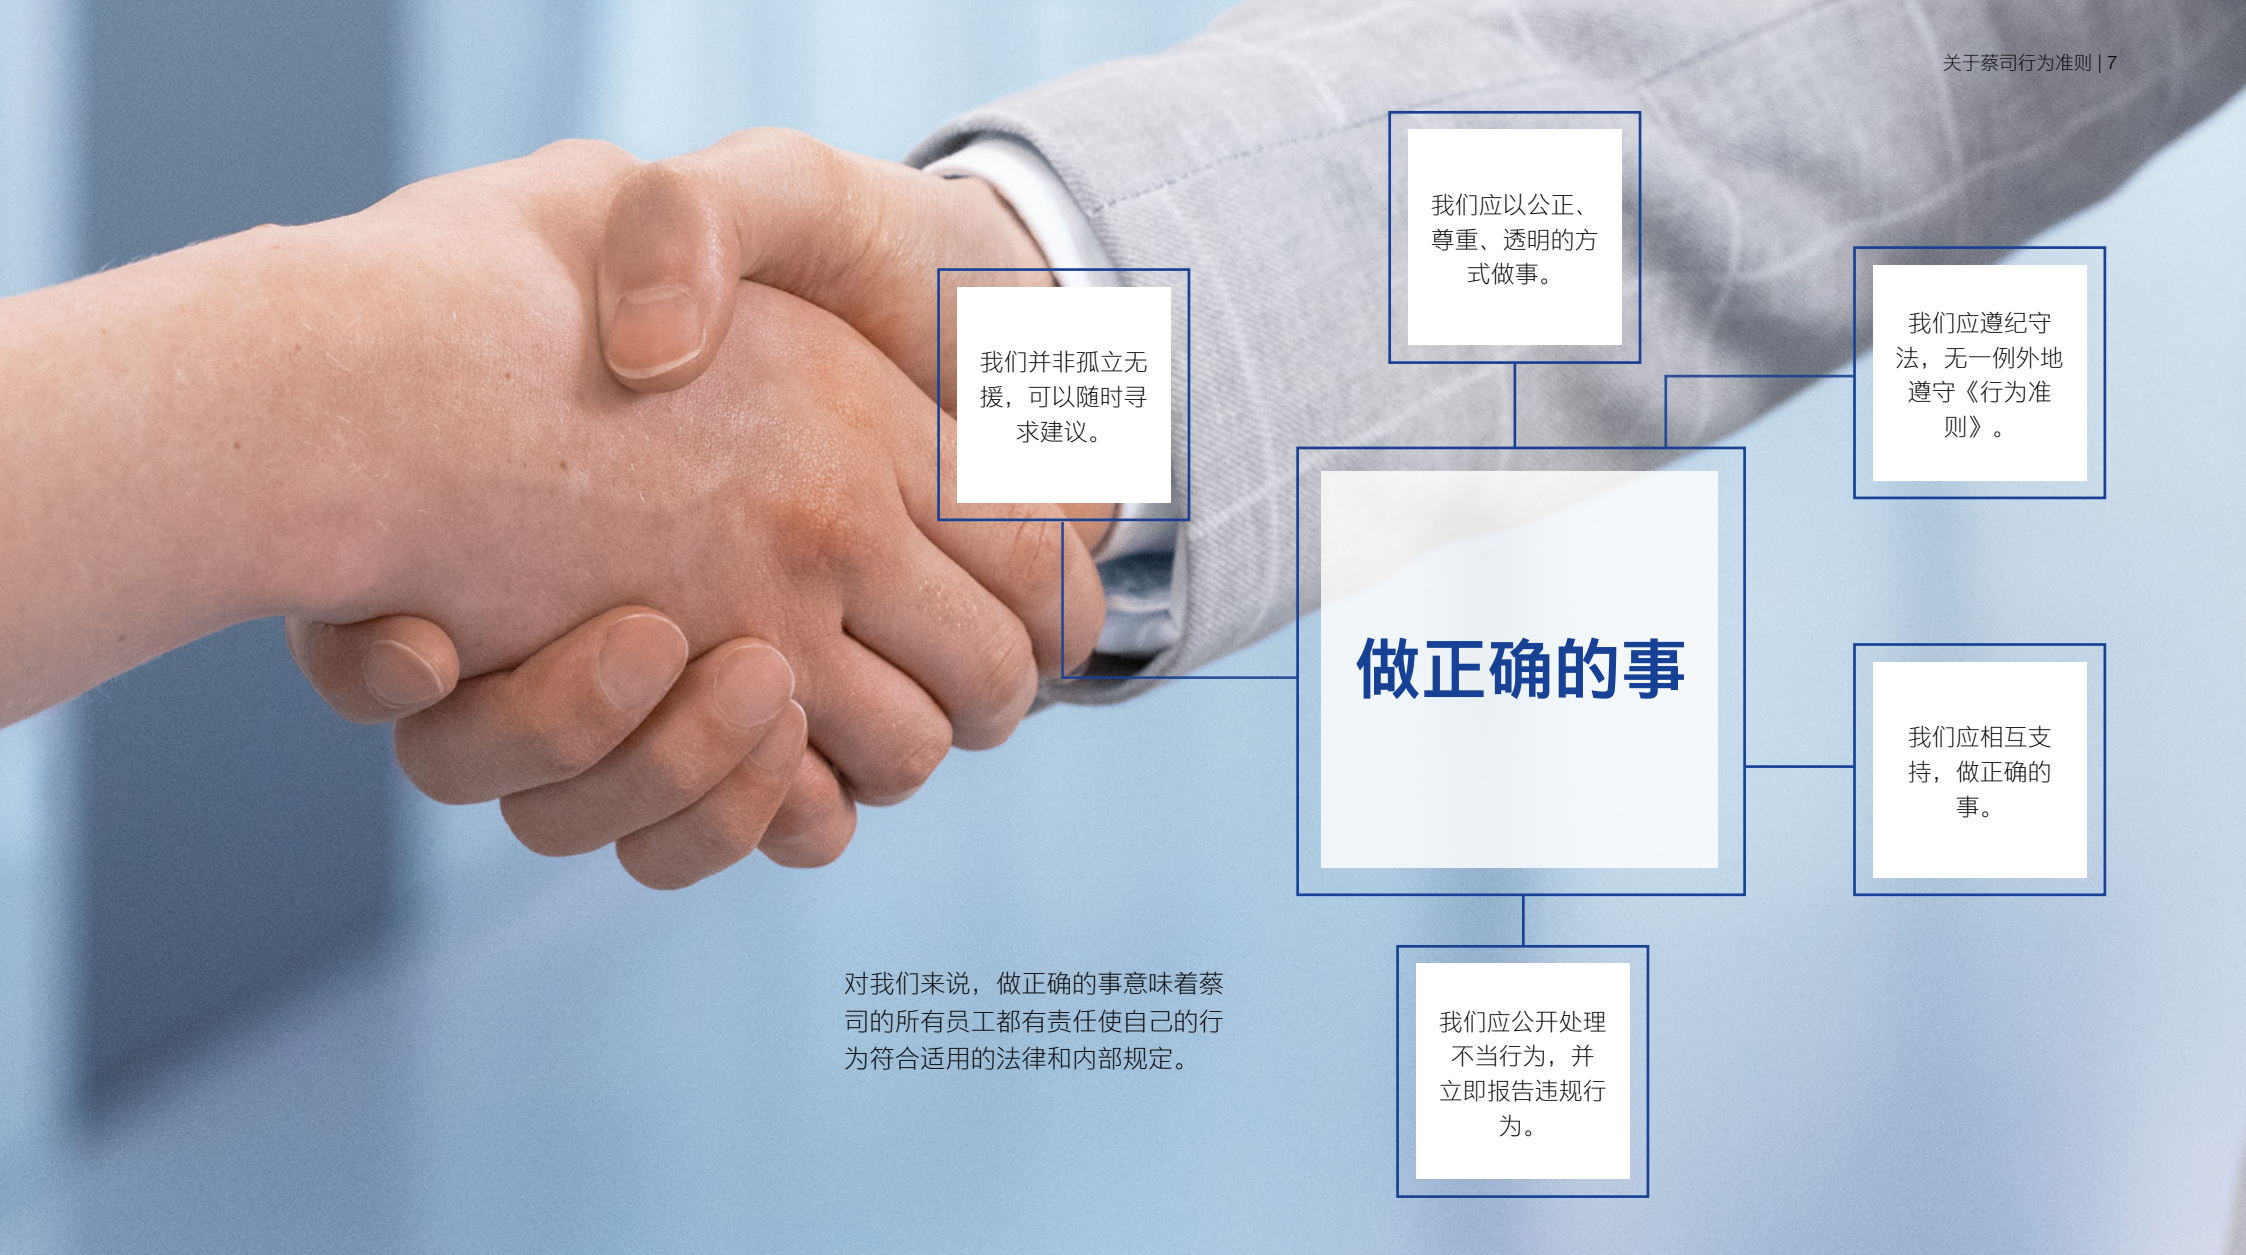 关于蔡司行为准则 | 7
我们应以公正、
尊重、透明的方
式做事。
我们应遵纪守
法，无一例外地
遵守《行为准
则》。
我们并非孤立无
援，可以随时寻
求建议。
做正确的事
我们应相互支
持，做正确的
事。
对我们来说，做正确的事意味着蔡
司的所有员工都有责任使自己的行
为符合适用的法律和内部规定。
我们应公开处理
不当行为，并
立即报告违规行
为。